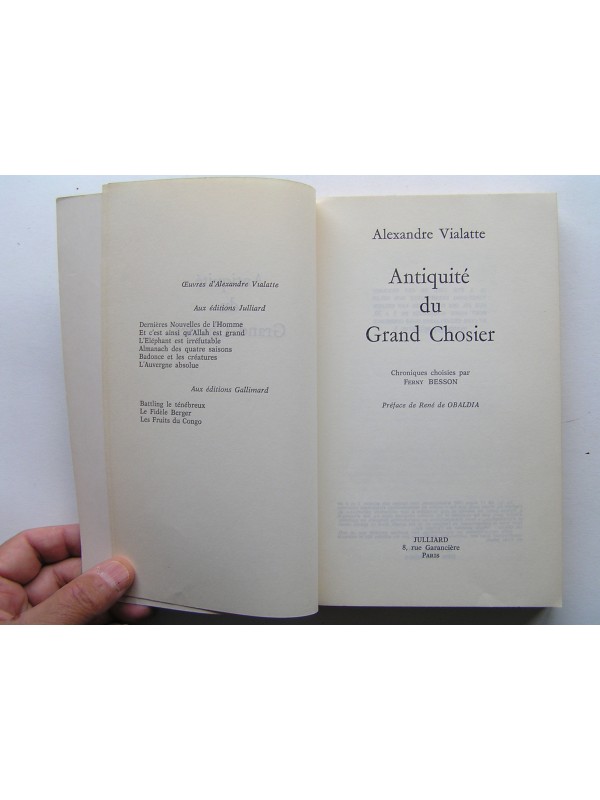 Œuvres d'Alexandre Vialatte
Aux éditions Julliard
Dernières Nouvelles de l'Homme
Et c'est ainsi qu'Allah est grand
L'Eléphant est irréfutable
Almanach des quatre saisons
Badonce et les créatures
L'Auvergne absolue
Aux éditions Gallimard
Battling le ténébreux
Le Fidèle Berger
Les Fruits du Congo
Alexandre Vialatte
Antiquité
du
Grand Chosier
Chroniques choisies par
Ferny BESSON
Préface de René de OBALDIA
JULLIARD
8, rue Garancière
PARIS